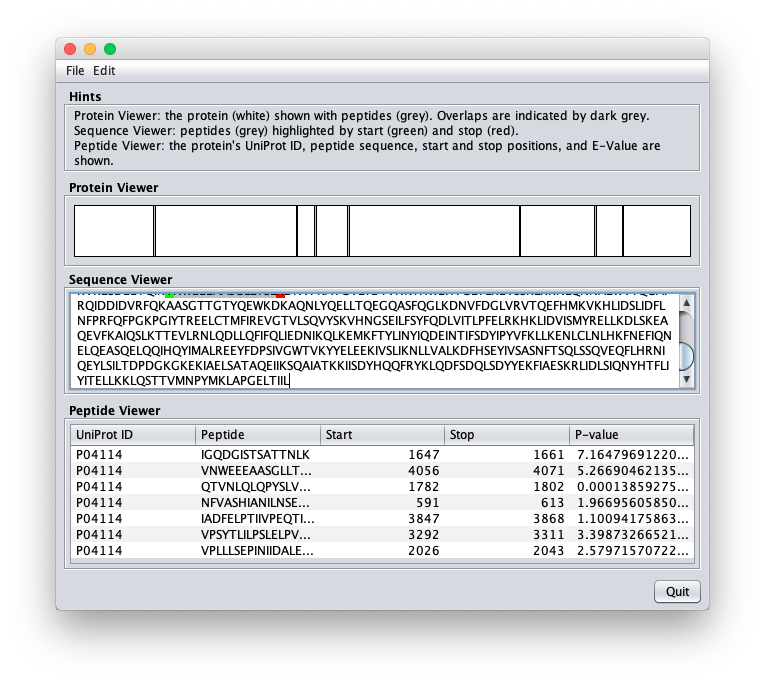 File Edit
Hints
Protein Viewer: the protein (white) shown with peptides (grey). Overlaps are indicated by dark grey.
Sequence Viewer: peptides (grey) highlighted by start (green) and stop (red).
Peptide Viewer: the protein's UniProt ID, peptide sequence, start and stop positions, and E-Value are
shown.
Protein Viewer
Sequence Viewer
RQIDDIDVRFQKAASGTTGTYQEWKDKAQNLYQELLTQEGQASFQGLKDNVFDGLVRVTQEFHMKVKHLIDSLIDFL
NFPRFQFPGKPGIYTREELCTMFIREVGTVLSQVYSKVHNGSEILFSYFQDLVITLPFELRKHKLIDVISMYRELLKDLSKEA
QEVFKAIQSLKTTEVLRNLQDLLQFIFQLIEDNIKQLKEMKFTYLINYIQDEINTIFSDYIPYVFKLLKENLCLNLHKFNEFIQN
ELQEASQELQQIHQYIMALREEYFDPSIVGWTVKYYELEEKIVSLIKNLLVALKDFHSEYIVSASNFTSQLSSQVEQFLHRNI
QEYLSILTDPDGKGKEKIAELSATAQEIIKSQAIATKKIISDYHQQFRYKLQDFSDQLSDYYEKFIAESKRLIDLSIQNYHTFLI
YITELLKKLQSTTVMNPYMKLAPGELTIIL
Peptide Viewer
UniProt ID Peptide Start Stop P-value
P04114 IGQDGISTSATTNLK 1647 1661 7.16479691220...
P04114 VNWEEEAASGLLT... 4056 4071 5.26690462135...
P04114 QTVNLQLQPYSLV... 1782 1802 0.00013859275...
P04114 NFVASHIANILNSE... 591 613 1.96695605850...
P04114 IADFELPTIIVPEQTI... 3847 3868 1.10094175863...
P04114 VPSYTLILPSLELPV... 3292 3311 3.39873266521...
P04114 VPLLLSEPINIIDALE... 2026 2043 2.57971570722...
Quit